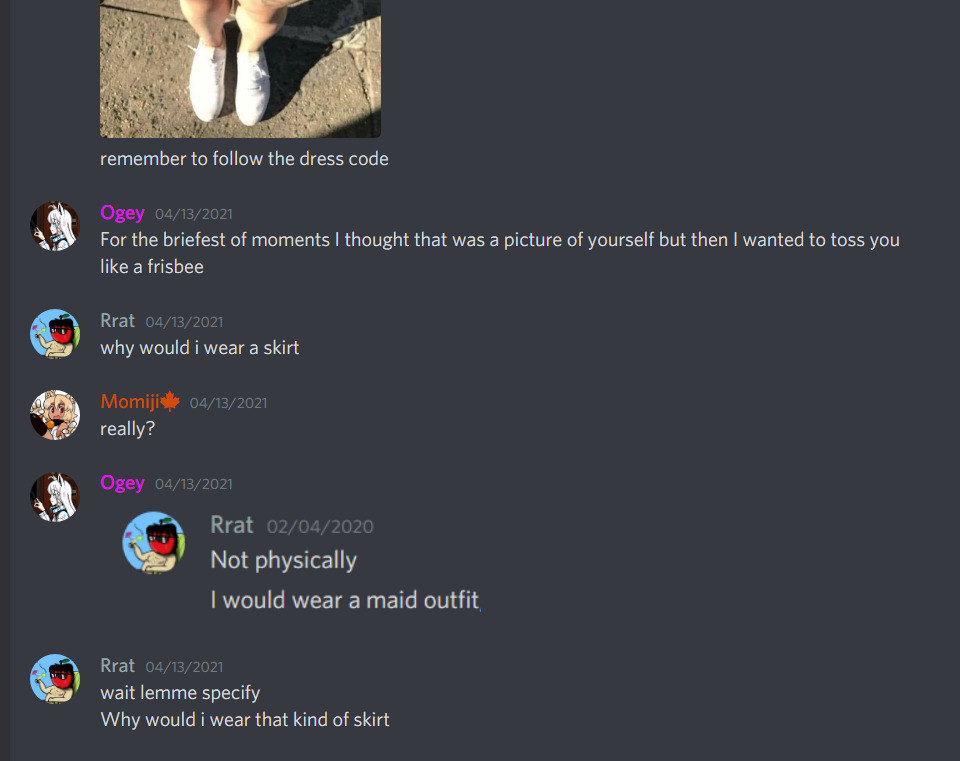 remember to follow the dress code
Ogey 04/13/2021
For the briefest of moments I thought that was a picture of yourself but then I wanted to toss you
like a frisbee
Rrat 04/13/2021
why would i wear a skirt
Momiji🍁 04/13/2021
really?
Ogey 04/13/2021
Rrat 02/04/2020
Not physically
I would wear a maid outfit
Rrat 04/13/2021
wait lemme specify
Why would i wear that kind of skirt